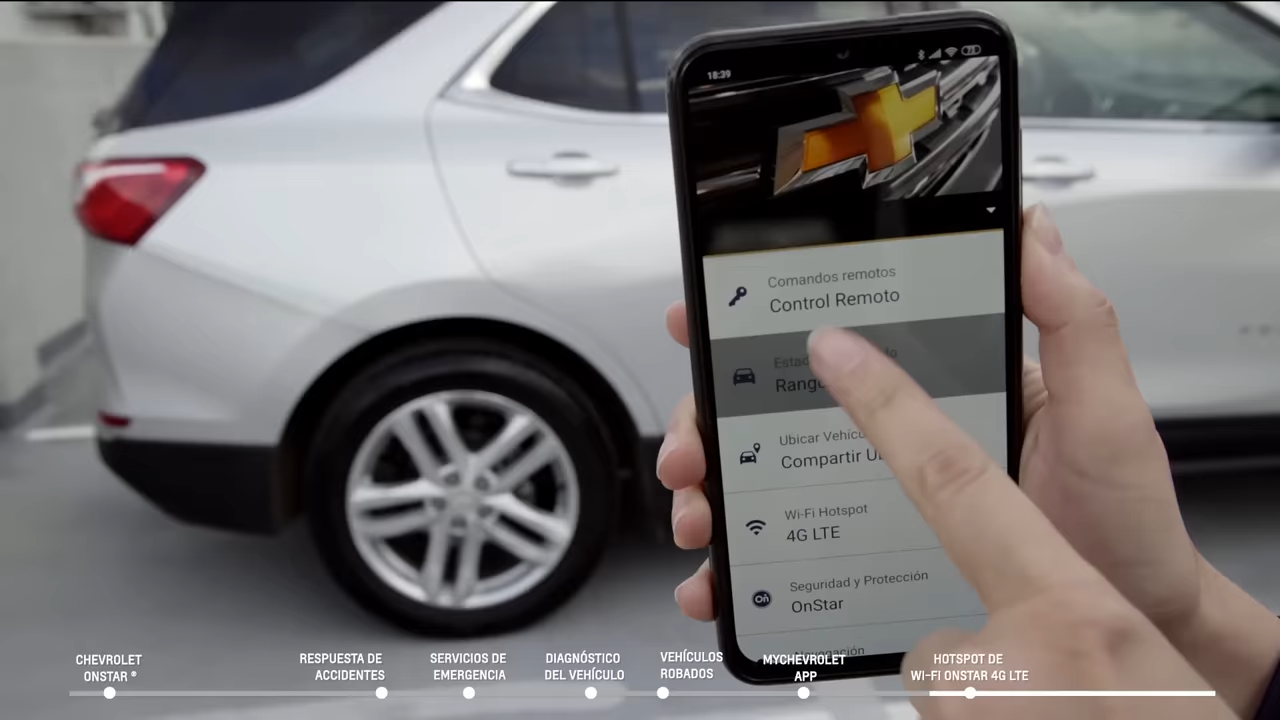 18:39
Comandos remotos
Control Remoto
Ubicar
Compartir
Wi-Fi Hotspot
4G LTE
Seguridad y Protección
OnStar
CHEVROLET
ONSTAR ®
RESPUESTA DE
ACCIDENTES
SERVICIOS DE
EMERGENCIA
DIAGNÓSTICO
DEL VEHÍCULO
VEHÍCULOS
ROBADOS
MYCHEVROLET
APP
HOTSPOT DE
WI-FI ONSTAR 4G LTE